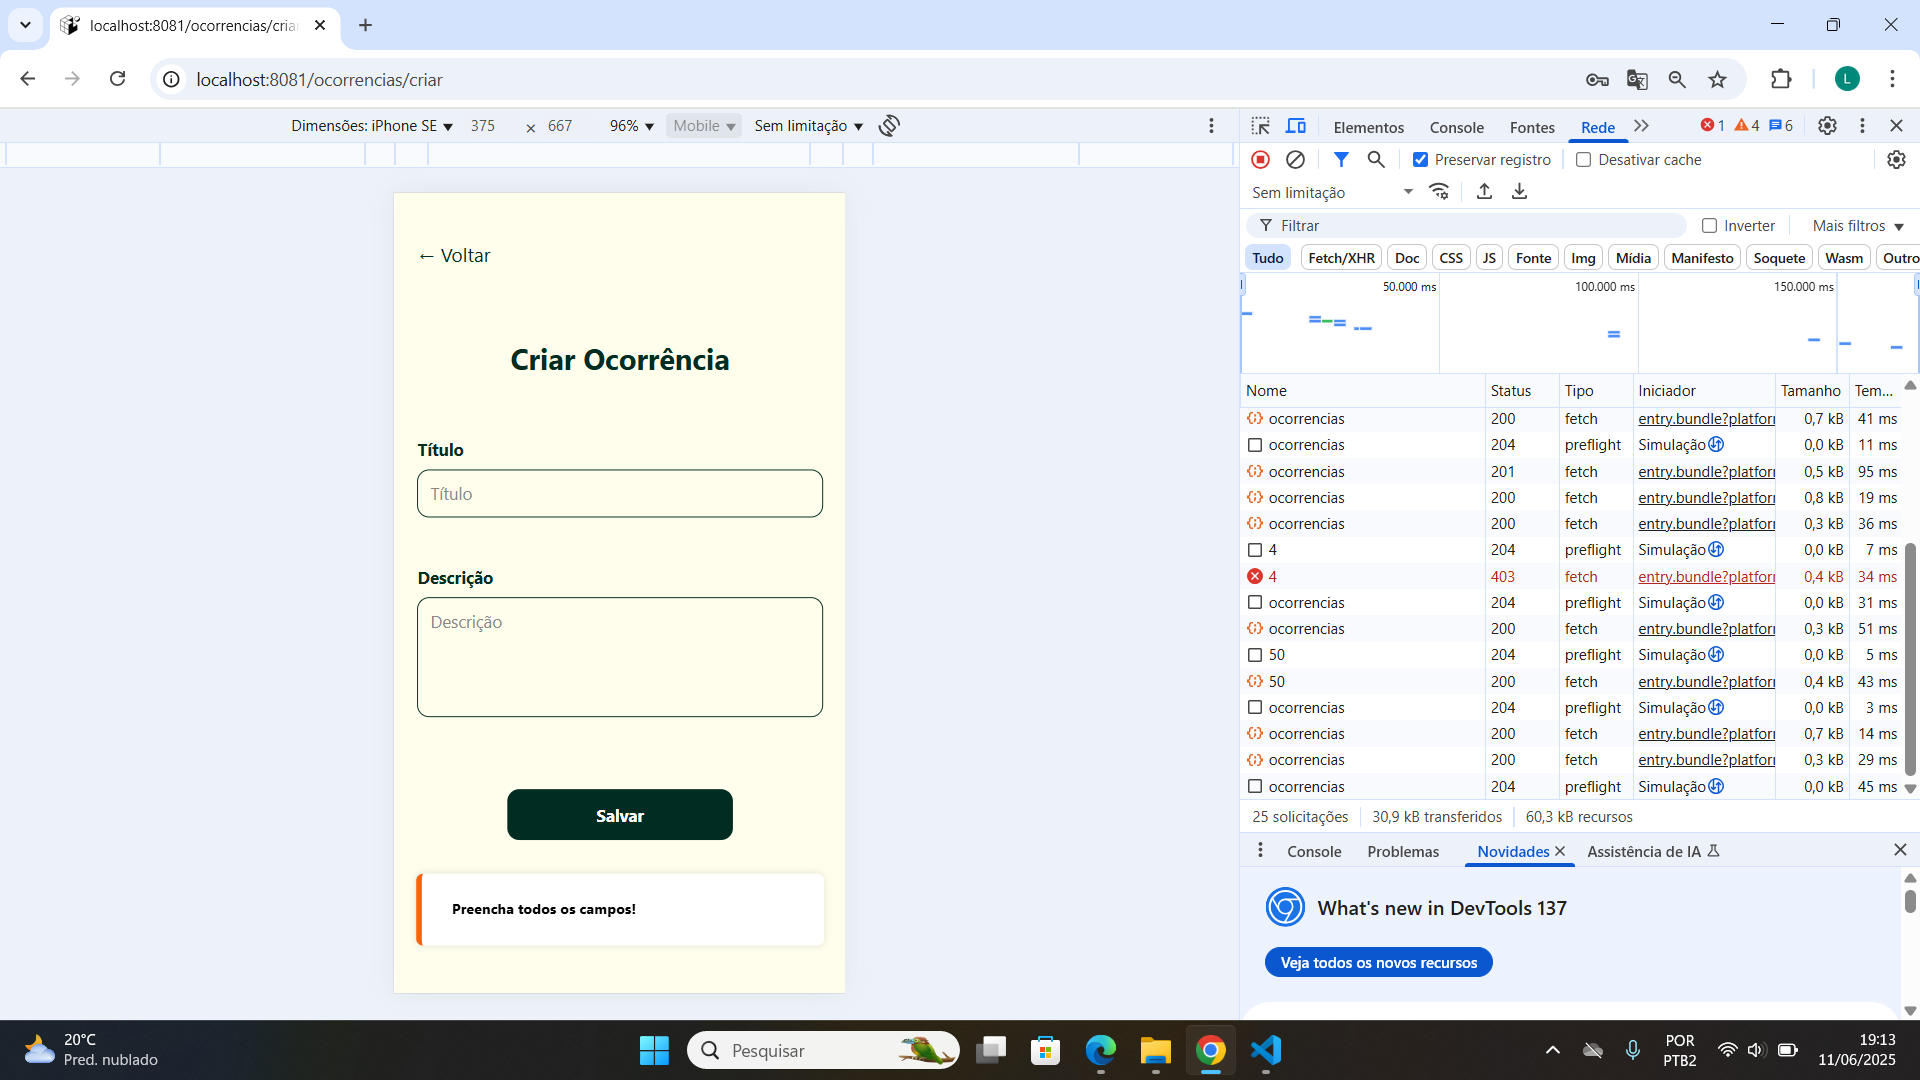 localhost:8081/ocorrencias/cria
localhost:8081/ocorrencias/criar
L
Dimensões: iPhone SE 375 × 667 96% Mobile Sem limitação
← Voltar
Criar Ocorrência
Título
Título
Descrição
Descrição
Salvar
Preencha todos os campos!
Elementos Console Fontes Rede 1 4 6
Preservar registro Desativar cache
Sem limitação
Filtrar Inverter Mais filtros
Tudo Fetch/XHR Doc CSS JS Fonte Img Mídia Manifesto Soquete Wasm Outro
50.000 ms 100.000 ms 150.000 ms
Nome Status Tipo Iniciador Tamanho Tem...
ocorrencias 200 fetch entry.bundle?platfor 0,7 kB 41 ms
ocorrencias 204 preflight Simulação 0,0 kB 11 ms
ocorrencias 201 fetch entry.bundle?platfor 0,5 kB 95 ms
ocorrencias 200 fetch entry.bundle?platfor 0,8 kB 19 ms
ocorrencias 200 fetch entry.bundle?platfor 0,3 kB 36 ms
4 204 preflight Simulação 0,0 kB 7 ms
4 403 fetch entry.bundle?platfor 0,4 kB 34 ms
ocorrencias 204 preflight Simulação 0,0 kB 31 ms
ocorrencias 200 fetch entry.bundle?platfor 0,3 kB 51 ms
50 204 preflight Simulação 0,0 kB 5 ms
50 200 fetch entry.bundle?platfor 0,4 kB 43 ms
ocorrencias 204 preflight Simulação 0,0 kB 3 ms
ocorrencias 200 fetch entry.bundle?platfor 0,7 kB 14 ms
ocorrencias 200 fetch entry.bundle?platfor 0,3 kB 29 ms
ocorrencias 204 preflight Simulação 0,0 kB 45 ms
25 solicitações 30,9 kB transferidos 60,3 kB recursos
Console Problemas Novidades Assistência de IA
What's new in DevTools 137
Veja todos os novos recursos
20°C
Pred. nublado
Pesquisar
POR
PTB2
19:13
11/06/2025